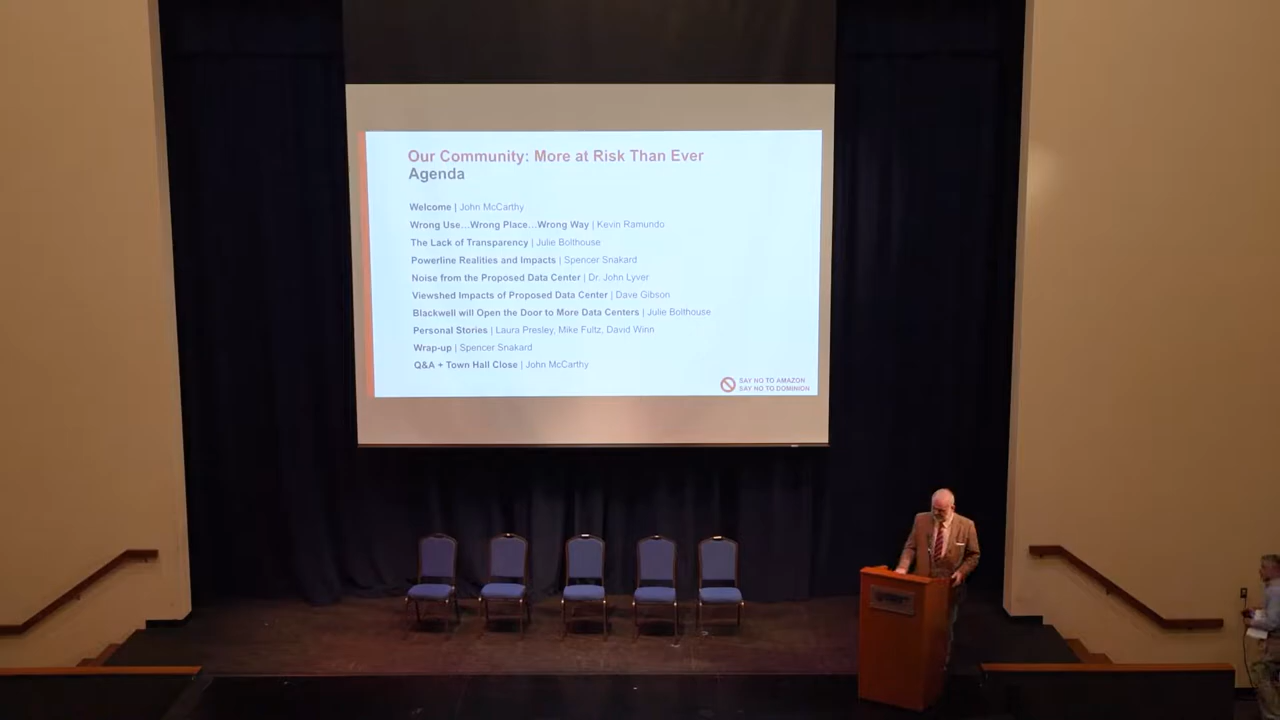 Our Community: More at Risk Than Ever
Agenda
Welcome | John McCarthy
Wrong Use...Wrong Place...Wrong Way | Kevin Ramundo
The Lack of Transparency | Julie Bolthouse
Powerline Realities and Impacts | Spencer Snakard
Noise from the Proposed Data Center | Dr. John Lyver
Viewshed Impacts of Proposed Data Center | Dave Gibson
Blackwell will Open the Door to More Data Centers | Julie Bolthouse
Personal Stories | Laura Presley, Mike Fultz, David Winn
Wrap-up | Spencer Snakard
Q&A + Town Hall Close | John McCarthy
SAY NO TO AMAZON
SAY NO TO DOMINION